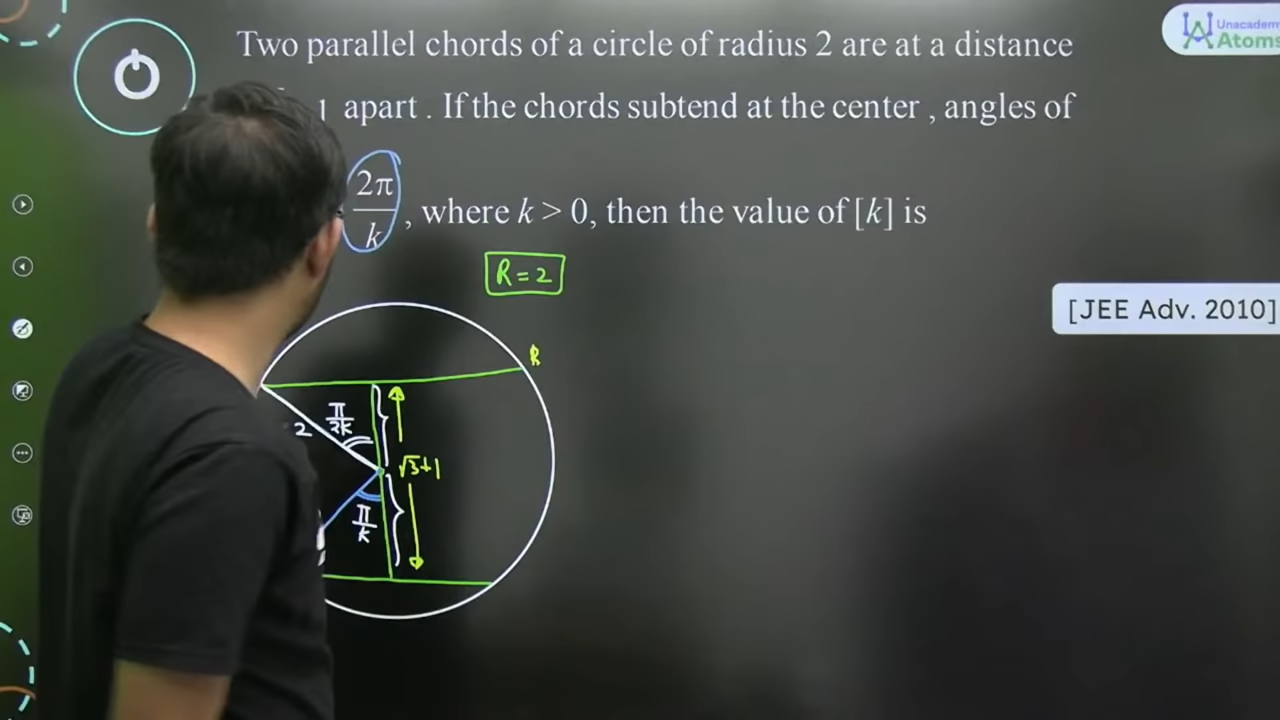 Two parallel chords of a circle of radius 2 are at a distance
1 apart . If the chords subtend at the center , angles of
2π/k , where k > 0, then the value of [k] is
R = 2
[JEE Adv. 2010]
R
π/2k
2
√3+1
π/k
Unacademy
Atoms